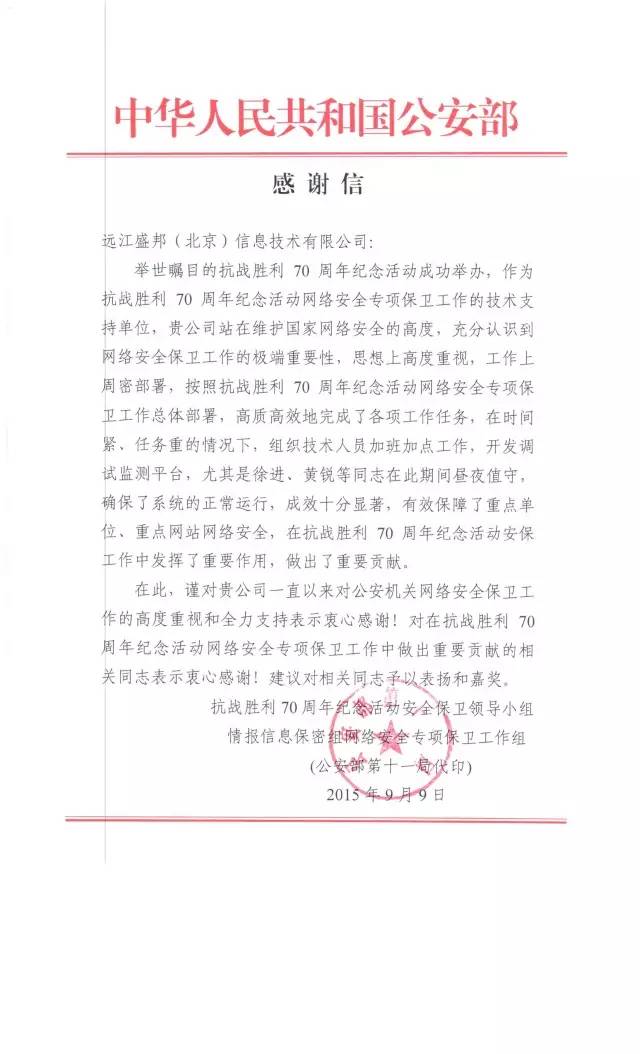 中华人民共和国公安部
感谢信
远江盛邦（北京）信息技术有限公司：
举世瞩目的抗战胜利 70 周年纪念活动成功举办，作为
抗战胜利 70 周年纪念活动网络安全专项保卫工作的技术支
持单位，贵公司站在维护国家网络安全的高度，充分认识到
网络安全保卫工作的极端重要性，思想上高度重视，工作上
周密部署，按照抗战胜利 70 周年纪念活动网络安全专项保
卫工作总体部署，高质高效地完成了各项工作任务，在时间
紧、任务重的情况下，组织技术人员加班加点工作，开发调
试监测平台，尤其是徐进、黄锐等同志在此期间昼夜值守，
确保了系统的正常运行，成效十分显著，有效保障了重点单
位、重点网站网络安全，在抗战胜利 70 周年纪念活动安保
工作中发挥了重要作用，做出了重要贡献。
在此，谨对贵公司一直以来对公安机关网络安全保卫工
作的高度重视和全力支持表示衷心感谢！对在抗战胜利 70
周年纪念活动网络安全专项保卫工作中做出重要贡献的相
关同志表示衷心感谢！建议对相关同志予以表扬和嘉奖。
抗战胜利 70 周年纪念活动安全保卫领导小组
情报信息保密组网络安全专项保卫工作组
(公安部第十一局代印)
2015 年 9 月 9 日